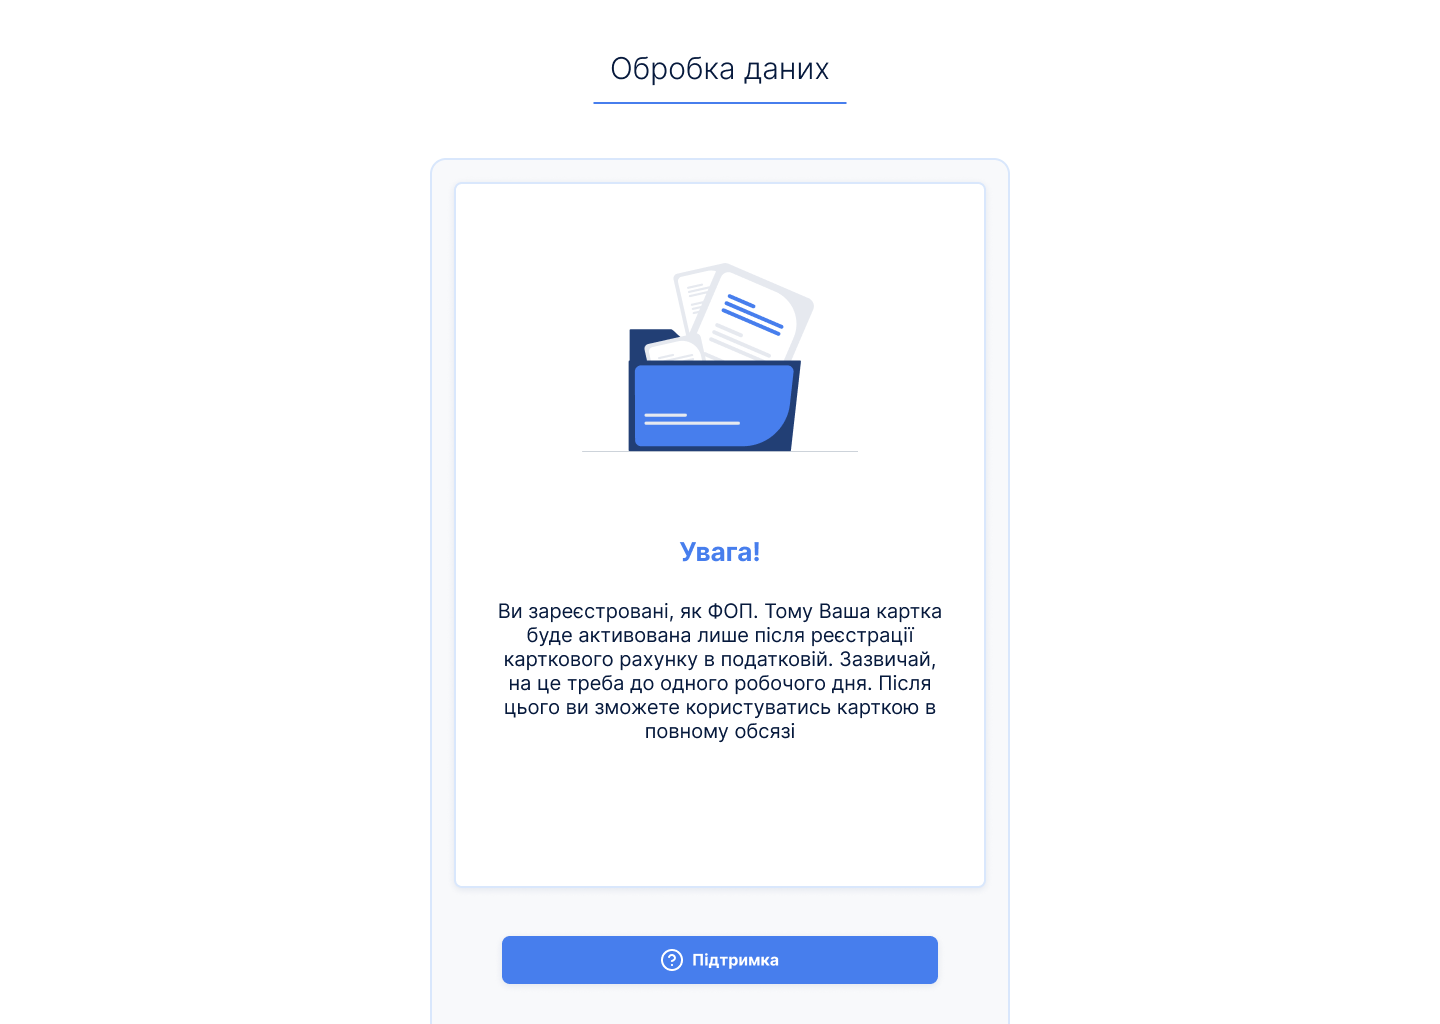 Обробка даних
Увага!
Ви зареєстровані, як ФОП. Тому Ваша картка
буде активована лише після реєстрації
карткового рахунку в податковій. Зазвичай,
на це треба до одного робочого дня. Після
цього ви зможете користуватись карткою в
повному обсязі
Підтримка